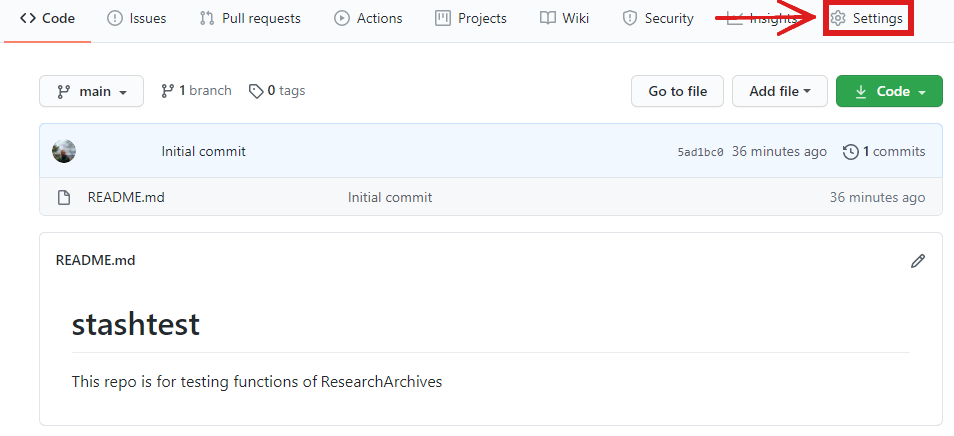 Code Issues Pull requests Actions Projects Wiki Security Insights Settings
main 1 branch 0 tags Go to file Add file Code
Initial commit 5ad1bc0 36 minutes ago 1 commits
README.md Initial commit 36 minutes ago
README.md
stashtest
This repo is for testing functions of ResearchArchives